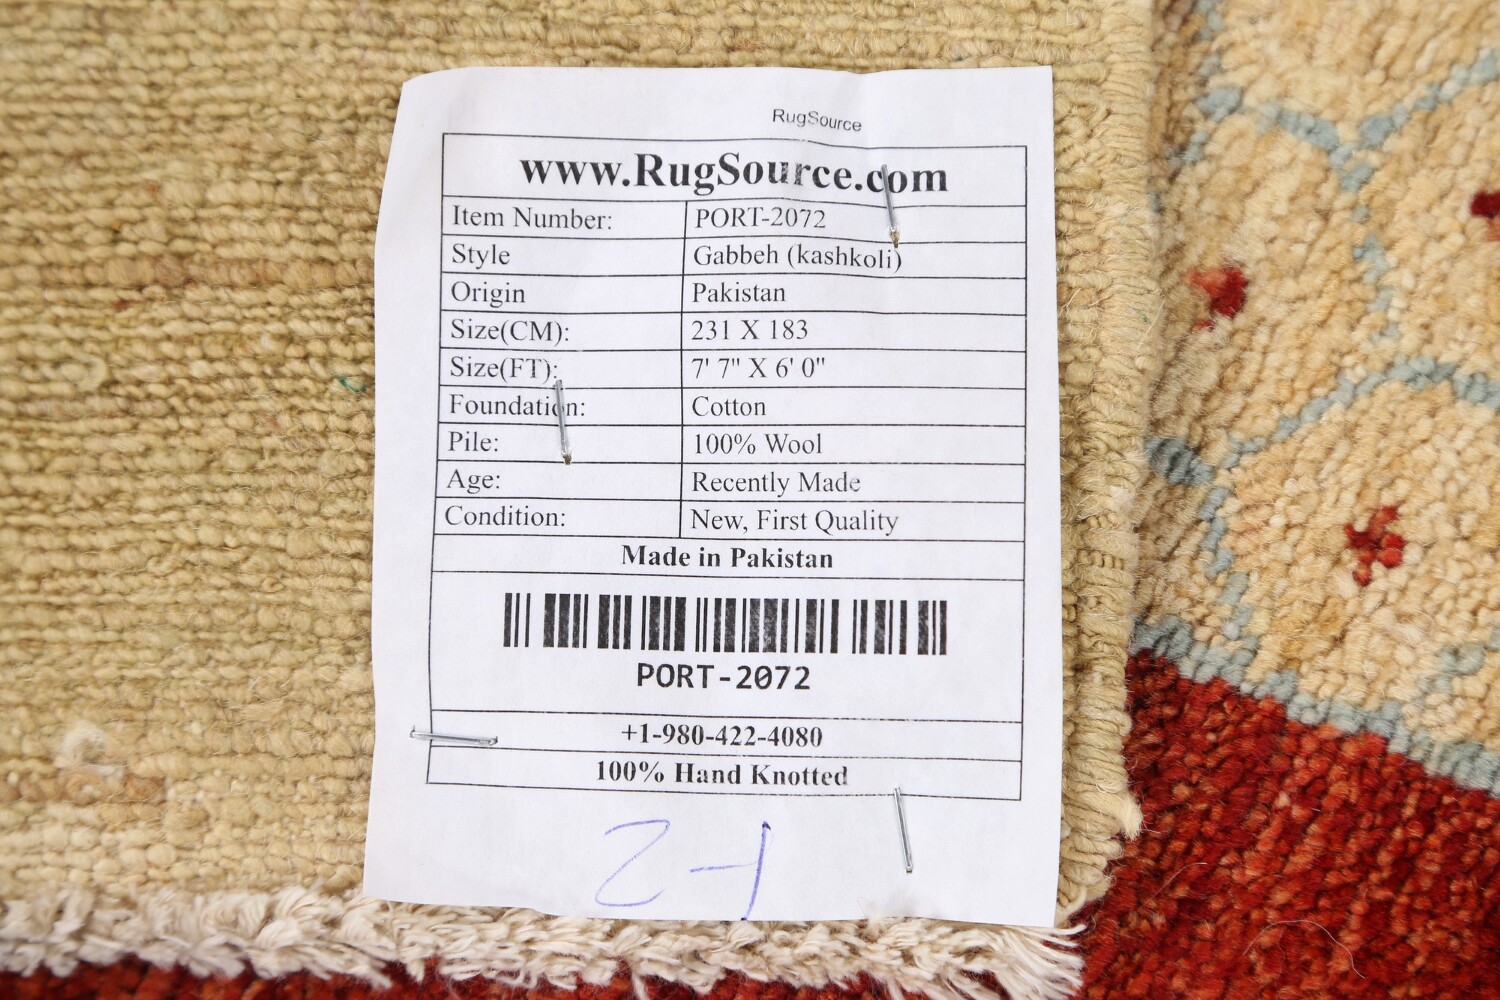 RugSource
www.RugSource.com
Item Number: PORT-2072
Style Gabbeh (kashkoli)
Origin Pakistan
Size(CM): 231 X 183
Size(FT): 7' 7" X 6' 0"
Foundation: Cotton
Pile: 100% Wool
Age: Recently Made
Condition: New, First Quality
Made in Pakistan
PORT-2072
+1-980-422-4080
100% Hand Knotted
2-1